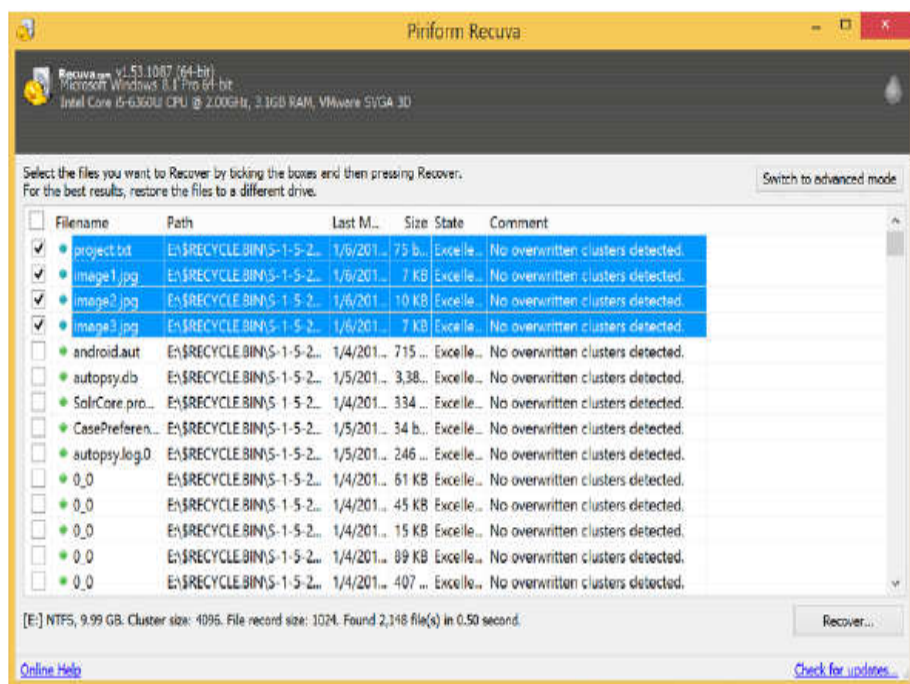 Piriform Recuva
Recuva.com v1.53.1087 (64-bit)
Microsoft Windows 8.1 Pro 64-bit
Intel Core i5-6360U CPU @ 2.00GHz, 3.1GB RAM, VMware SVGA 3D
Select the files you want to Recover by ticking the boxes and then pressing Recover.
For the best results, restore the files to a different drive.
Switch to advanced mode
Filename Path Last M... Size State Comment
project.txt E:\$RECYCLE.BIN\S-1-5-2... 1/6/201... 75 b... Excelle... No overwritten clusters detected.
image1.jpg E:\$RECYCLE.BIN\S-1-5-2... 1/6/201... 7 KB Excelle... No overwritten clusters detected.
image2.jpg E:\$RECYCLE.BIN\S-1-5-2... 1/6/201... 10 KB Excelle... No overwritten clusters detected.
image3.jpg E:\$RECYCLE.BIN\S-1-5-2... 1/6/201... 7 KB Excelle... No overwritten clusters detected.
android.aut E:\$RECYCLE.BIN\S-1-5-2... 1/4/201... 715 ... Excelle... No overwritten clusters detected.
autopsy.db E:\$RECYCLE.BIN\S-1-5-2... 1/5/201... 3,38... Excelle... No overwritten clusters detected.
SolrCore.pro... E:\$RECYCLE.BIN\S-1-5-2... 1/4/201... 334 ... Excelle... No overwritten clusters detected.
CasePreferen... E:\$RECYCLE.BIN\S-1-5-2... 1/5/201... 34 b... Excelle... No overwritten clusters detected.
autopsy.log.0 E:\$RECYCLE.BIN\S-1-5-2... 1/5/201... 246 ... Excelle... No overwritten clusters detected.
0_0 E:\$RECYCLE.BIN\S-1-5-2... 1/4/201... 61 KB Excelle... No overwritten clusters detected.
0_0 E:\$RECYCLE.BIN\S-1-5-2... 1/4/201... 45 KB Excelle... No overwritten clusters detected.
0_0 E:\$RECYCLE.BIN\S-1-5-2... 1/4/201... 15 KB Excelle... No overwritten clusters detected.
0_0 E:\$RECYCLE.BIN\S-1-5-2... 1/4/201... 89 KB Excelle... No overwritten clusters detected.
0_0 E:\$RECYCLE.BIN\S-1-5-2... 1/4/201... 407 ... Excelle... No overwritten clusters detected.
[E:] NTFS, 9.99 GB. Cluster size: 4096. File record size: 1024. Found 2,148 file(s) in 0.50 second.
Recover...
Online Help
Check for updates...